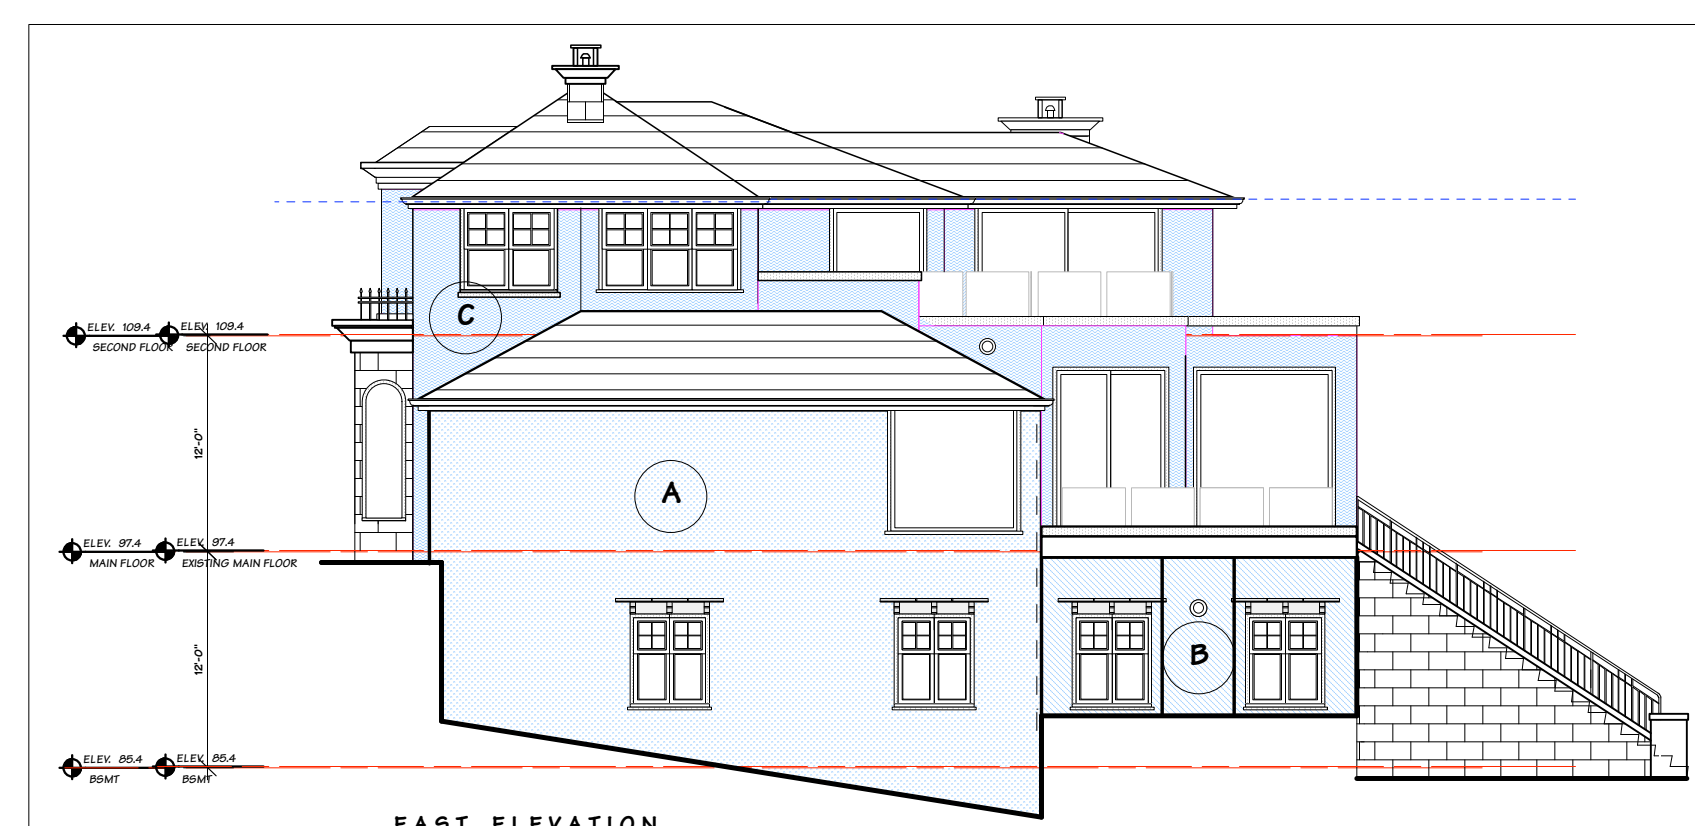 C
ELEV. 109.4
ELEV. 109.4
SECOND FLOOR
SECOND FLOOR
12'-0"
A
ELEV. 97.4
ELEV. 97.4
MAIN FLOOR
EXISTING MAIN FLOOR
12'-0"
B
ELEV. 85.4
ELEV. 85.4
BSMT
BSMT
EAST ELEVATION